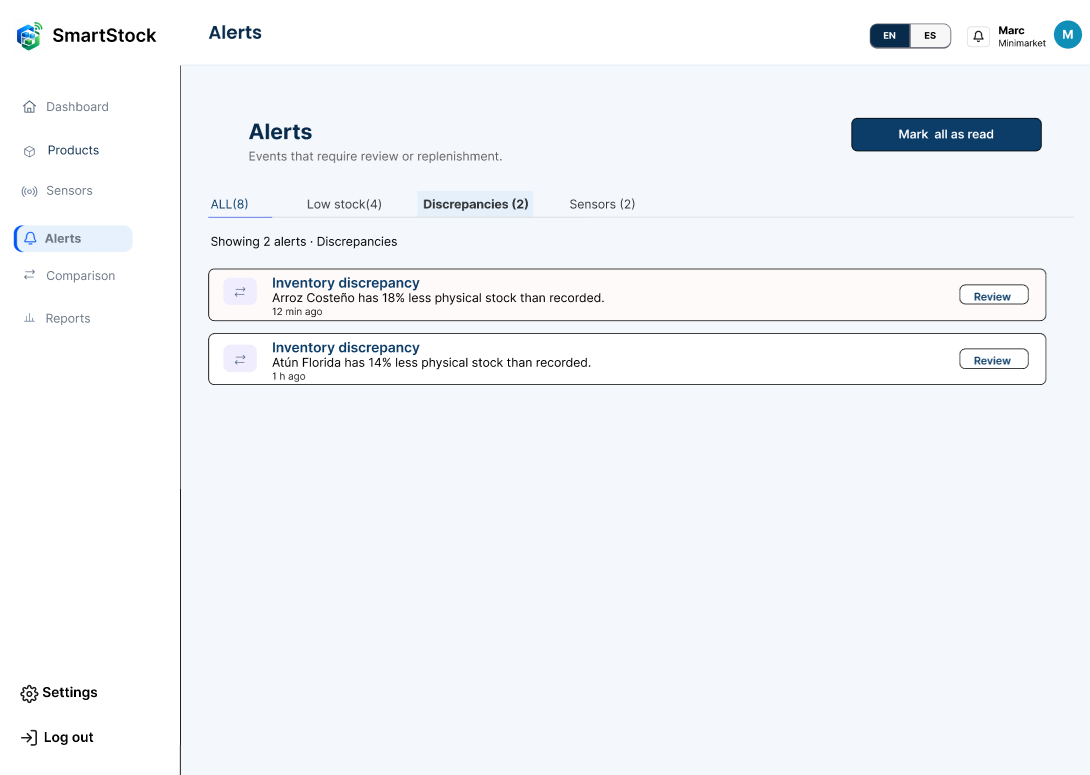 SmartStock
Alerts
EN ES
Marc
Minimarket
M
Dashboard
Products
Sensors
Alerts
Comparison
Reports
Settings
Log out
Alerts
Events that require review or replenishment.
Mark all as read
ALL(8) Low stock(4) Discrepancies (2) Sensors (2)
Showing 2 alerts · Discrepancies
Inventory discrepancy
Arroz Costeño has 18% less physical stock than recorded.
12 min ago
Review
Inventory discrepancy
Atún Florida has 14% less physical stock than recorded.
1 h ago
Review